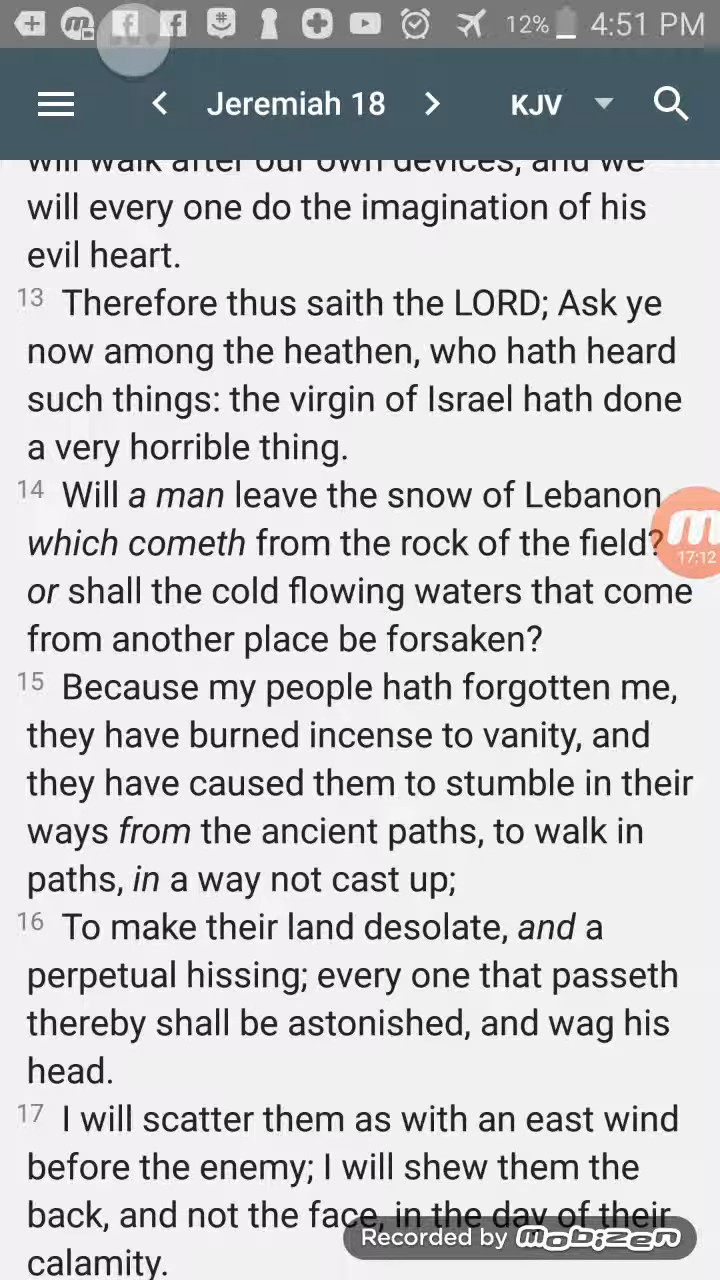 12% 4:51 PM
Jeremiah 18 KJV
will walk after our own devices, and we
will every one do the imagination of his
evil heart.
13 Therefore thus saith the LORD; Ask ye
now among the heathen, who hath heard
such things: the virgin of Israel hath done
a very horrible thing.
14 Will a man leave the snow of Lebanon
which cometh from the rock of the field?
17:12
or shall the cold flowing waters that come
from another place be forsaken?
15 Because my people hath forgotten me,
they have burned incense to vanity, and
they have caused them to stumble in their
ways from the ancient paths, to walk in
paths, in a way not cast up;
16 To make their land desolate, and a
perpetual hissing; every one that passeth
thereby shall be astonished, and wag his
head.
17 I will scatter them as with an east wind
before the enemy; I will shew them the
back, and not the face, in the day of their
Recorded by mobizen
calamity.